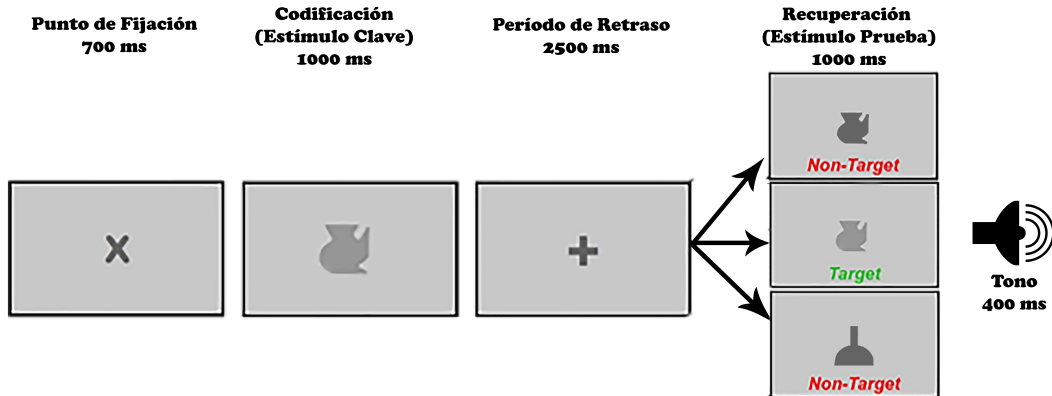 Punto de Fijación
700 ms
Codificación
(Estímulo Clave)
1000 ms
Período de Retraso
2500 ms
Recuperación
(Estímulo Prueba)
1000 ms
Non-Target
Target
Non-Target
Tono
400 ms